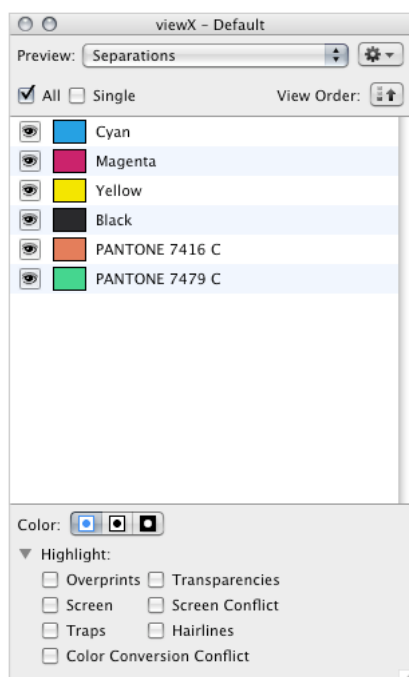 viewX – Default
Preview: Separations
All Single View Order:
Cyan
Magenta
Yellow
Black
PANTONE 7416 C
PANTONE 7479 C
Color:
Highlight:
Overprints Transparencies
Screen Screen Conflict
Traps Hairlines
Color Conversion Conflict